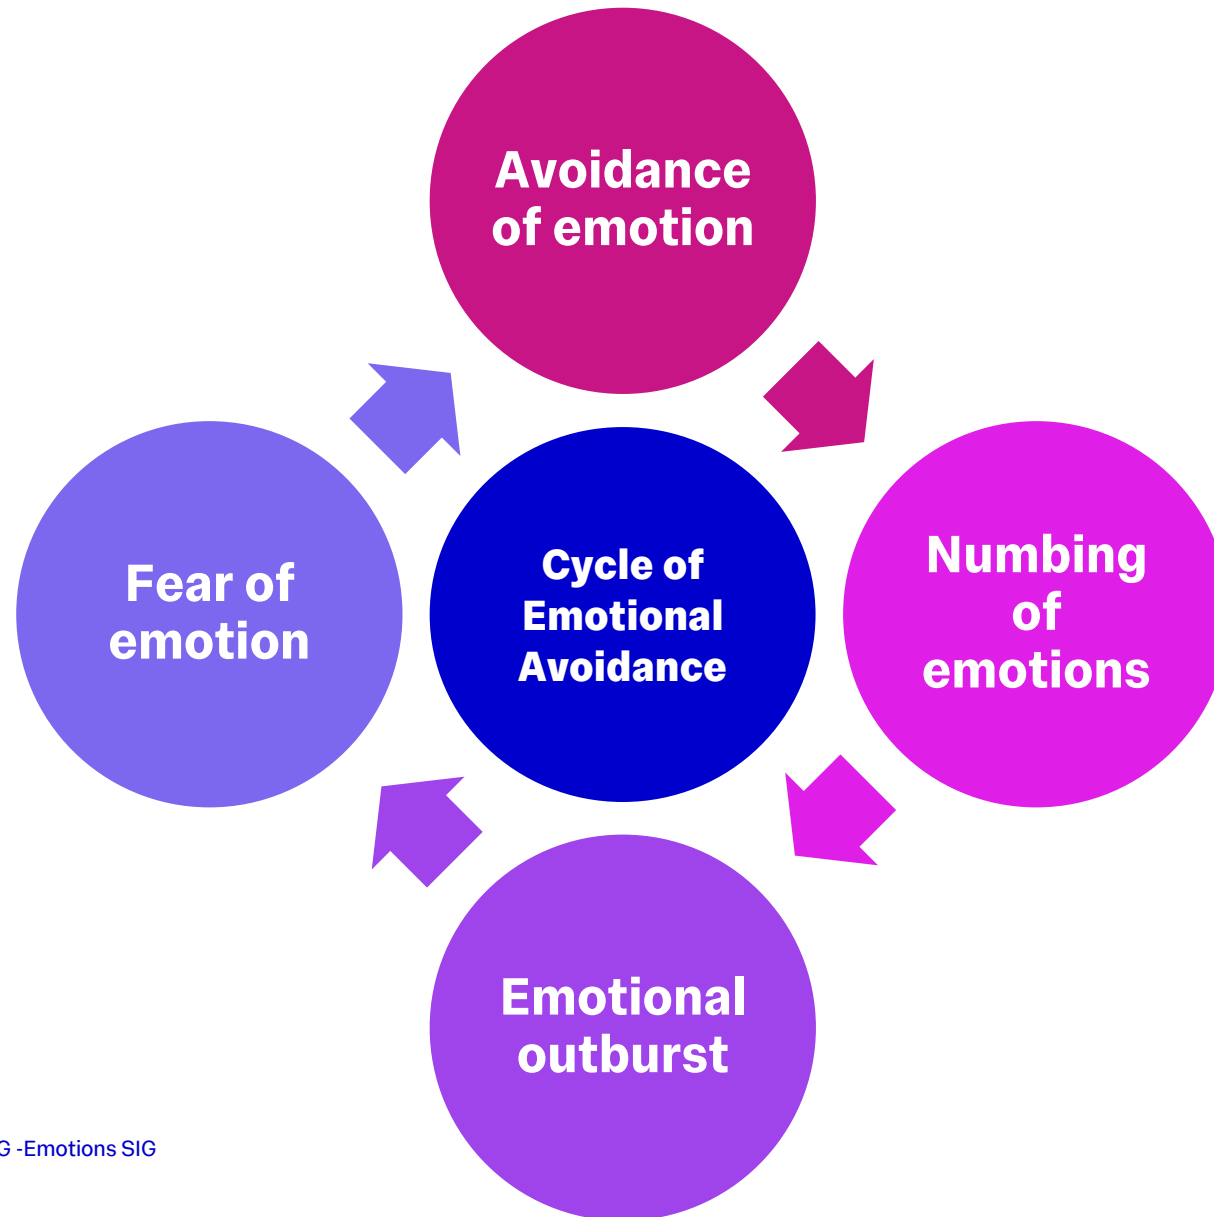 Avoidance
of emotion
Numbing
of
emotions
Cycle of
Emotional
Avoidance
Fear of
emotion
Emotional
outburst
G -Emotions SIG